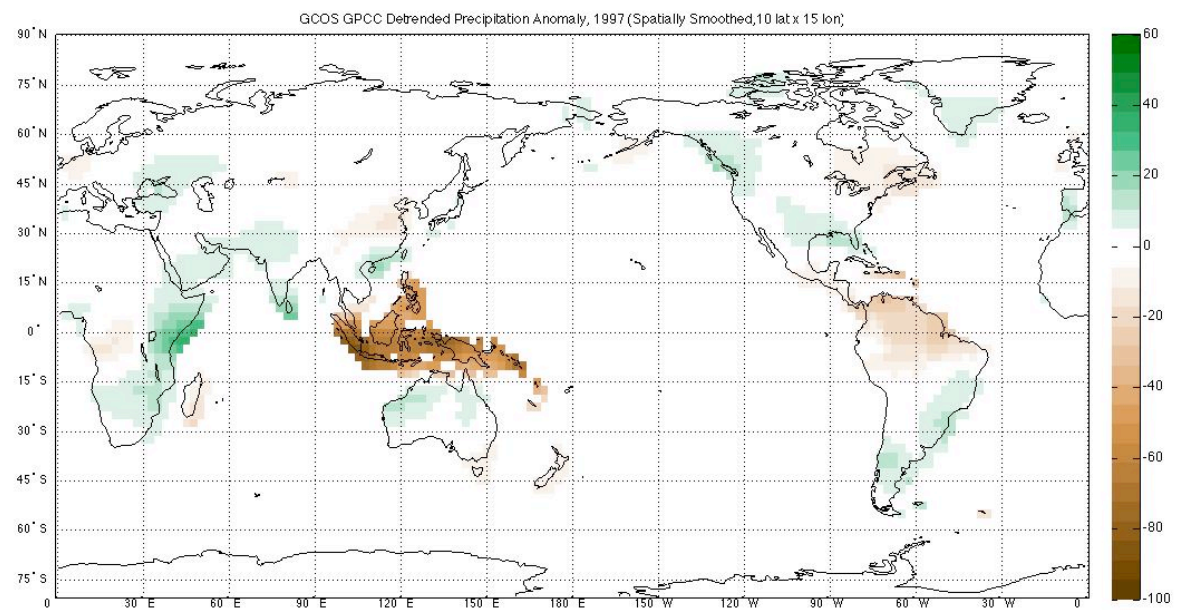 GCOS GPCC Detrended Precipitation Anomaly, 1997 (Spatially Smoothed,10 lat x 15 lon)
90° N
75° N
60° N
45° N
30° N
15° N
0°
15° S
30° S
45° S
60° S
75° S
0 30° E 60° E 90° E 120° E 150° E 180° E 150° W 120° W 90° W 60° W 30° W 0
60
40
20
0
-20
-40
-60
-80
-100